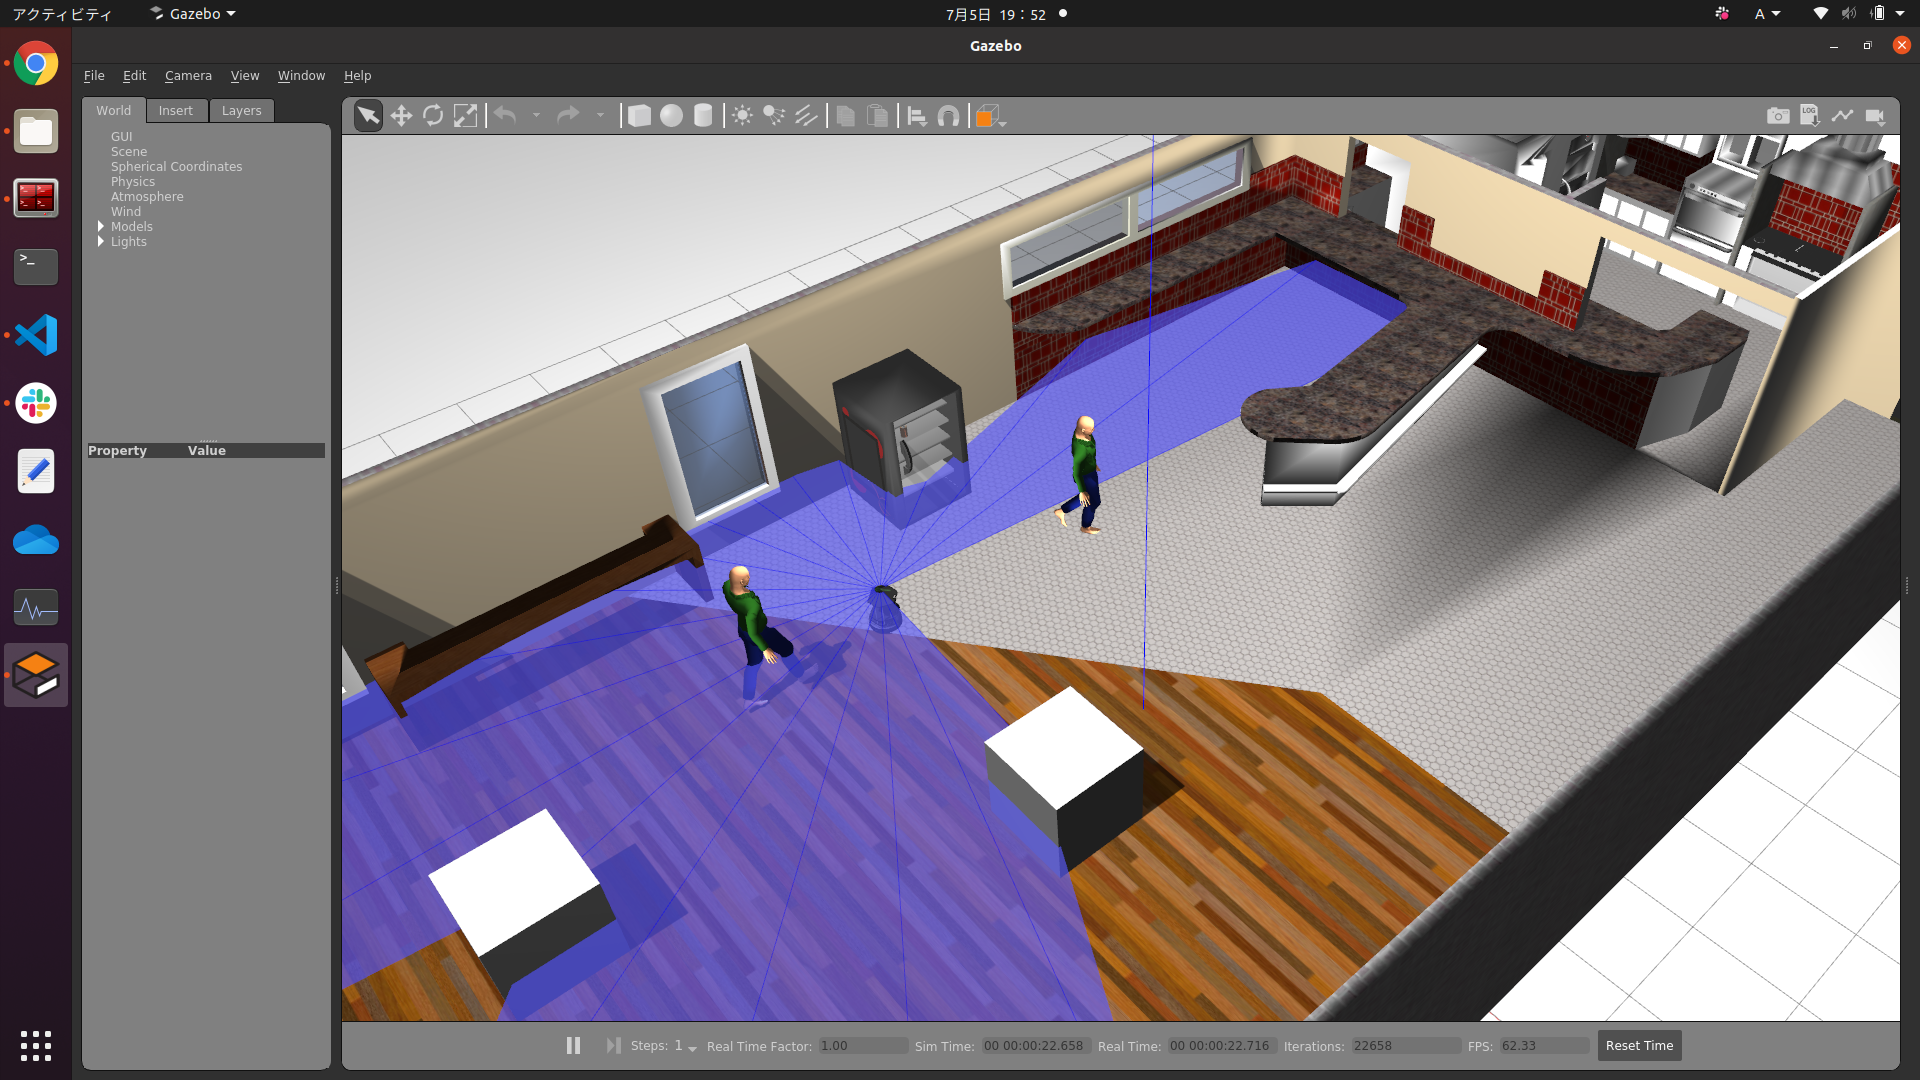 アクティビティ
Gazebo
7月5日 19：52
A
Gazebo
File Edit Camera View Window Help
World Insert Layers
GUI
Scene
Spherical Coordinates
Physics
Atmosphere
Wind
Models
Lights
Property Value
LOG
>_
Steps: 1 Real Time Factor: 1.00 Sim Time: 00 00:00:22.658 Real Time: 00 00:00:22.716 Iterations: 22658 FPS: 62.33 Reset Time